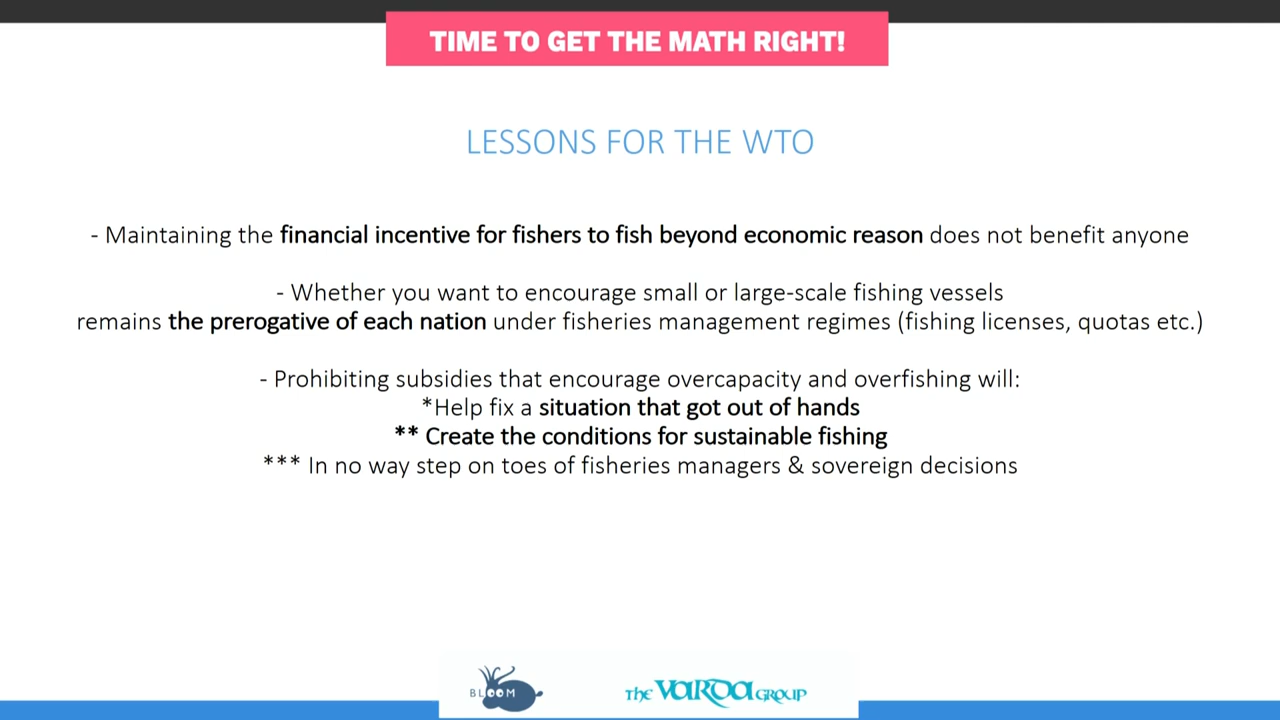 TIME TO GET THE MATH RIGHT!
LESSONS FOR THE WTO
- Maintaining the financial incentive for fishers to fish beyond economic reason does not benefit anyone
- Whether you want to encourage small or large-scale fishing vessels
remains the prerogative of each nation under fisheries management regimes (fishing licenses, quotas etc.)
- Prohibiting subsidies that encourage overcapacity and overfishing will:
*Help fix a situation that got out of hands
** Create the conditions for sustainable fishing
*** In no way step on toes of fisheries managers & sovereign decisions
BLOOM
THE VARDA GROUP